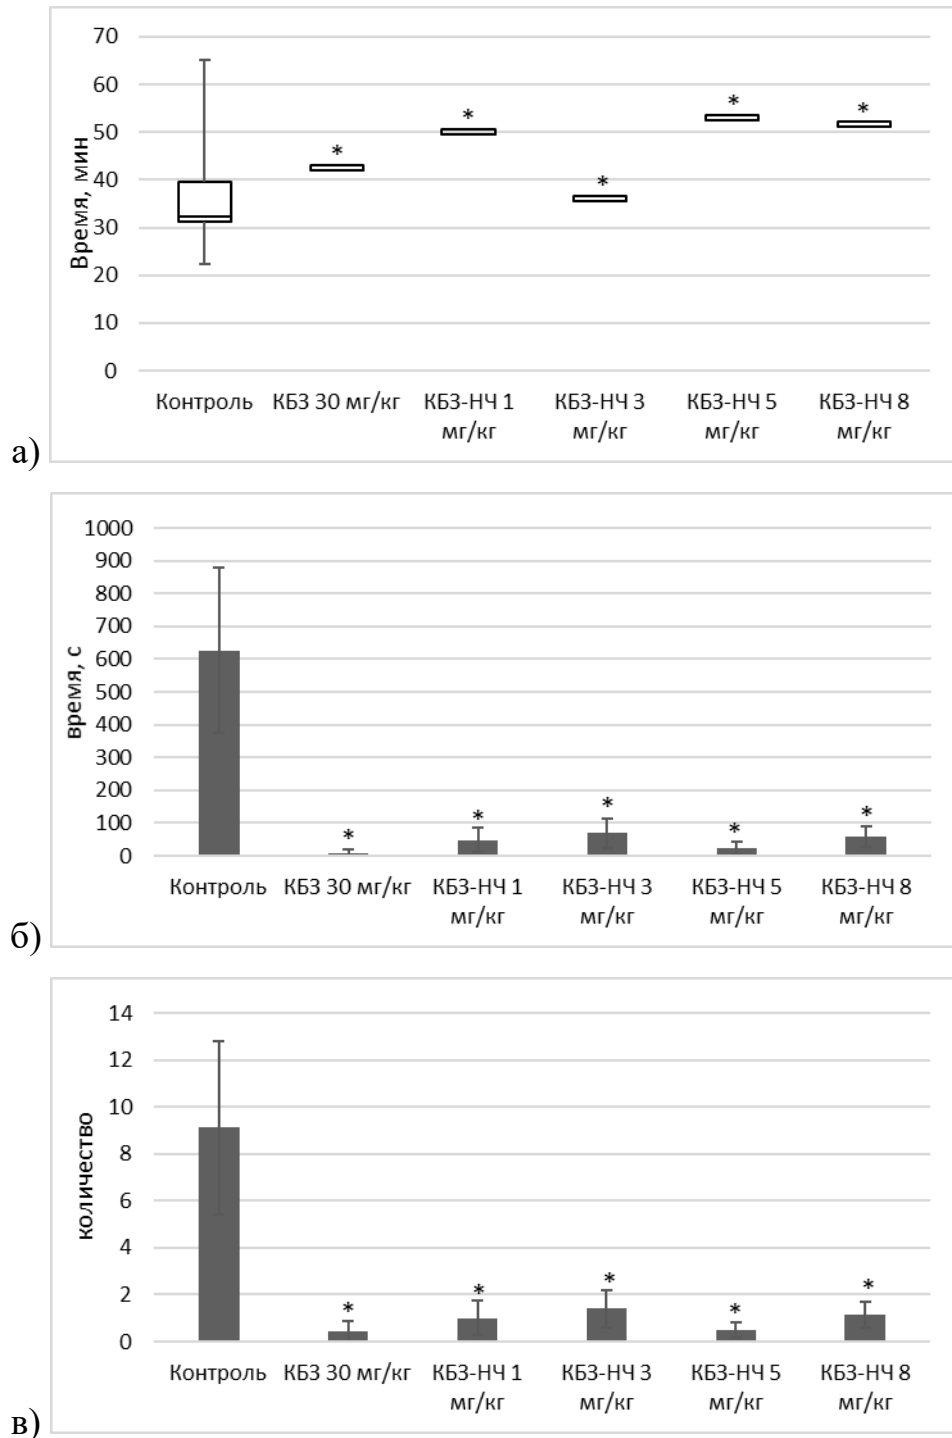 70
60
50
40
30
20
10
0
Время, мин
* * * * *
Контроль КБЗ 30 мг/кг КБЗ-НЧ 1 КБЗ-НЧ 3 КБЗ-НЧ 5 КБЗ-НЧ 8
мг/кг мг/кг мг/кг мг/кг
а)
1000
900
800
700
600
500
400
300
200
100
0
время, с
* * * * *
Контроль КБЗ 30 мг/кг КБЗ-НЧ 1 КБЗ-НЧ 3 КБЗ-НЧ 5 КБЗ-НЧ 8
мг/кг мг/кг мг/кг мг/кг
б)
14
12
10
8
6
4
2
0
количество
* * * * *
Контроль КБЗ 30 мг/кг КБЗ-НЧ 1 КБЗ-НЧ 3 КБЗ-НЧ 5 КБЗ-НЧ 8
мг/кг мг/кг мг/кг мг/кг
в)